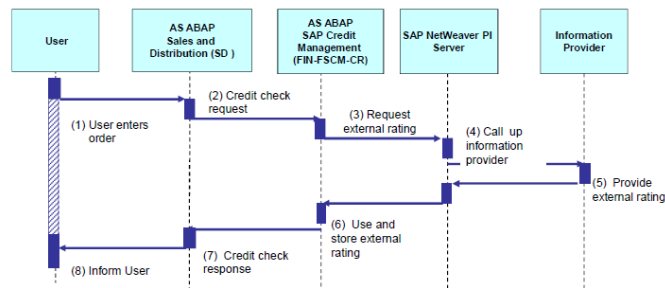 User
AS ABAP
Sales and
Distribution (SD )
AS ABAP
SAP Credit
Management
(FIN-FSCM-CR)
SAP NetWeaver PI
Server
Information
Provider
(1) User enters
order
(2) Credit check
request
(3) Request
external rating
(4) Call up
information
provider
(5) Provide
external rating
(6) Use and
store external
rating
(7) Credit check
response
(8) Inform User